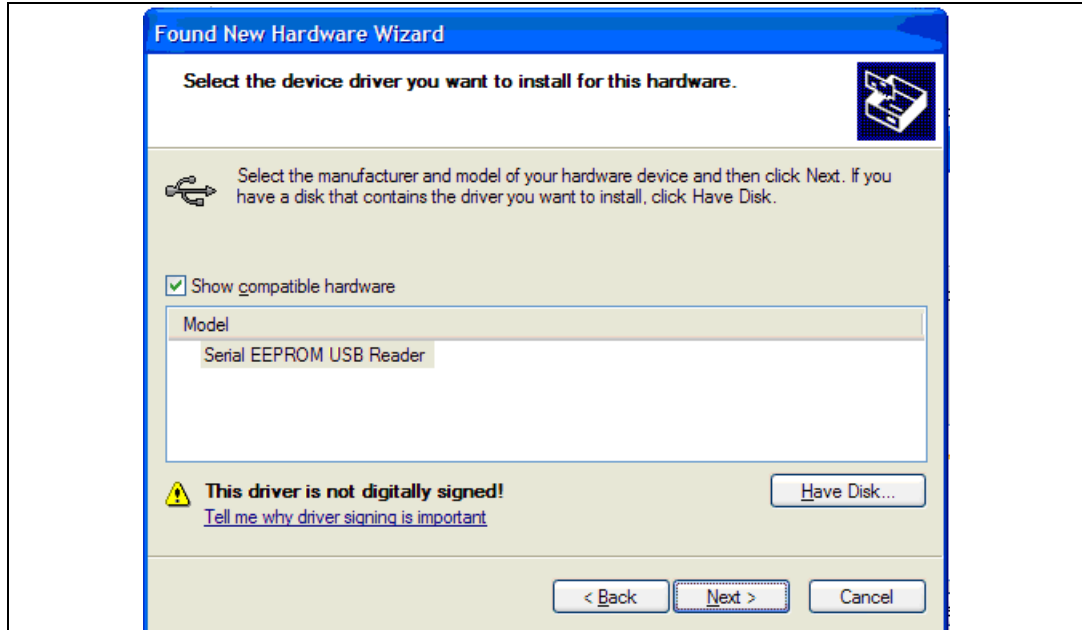 Found New Hardware Wizard
Select the device driver you want to install for this hardware.
Select the manufacturer and model of your hardware device and then click Next. If you
have a disk that contains the driver you want to install, click Have Disk.
Show compatible hardware
Model
Serial EEPROM USB Reader
This driver is not digitally signed!
Have Disk...
Tell me why driver signing is important
< Back
Next >
Cancel